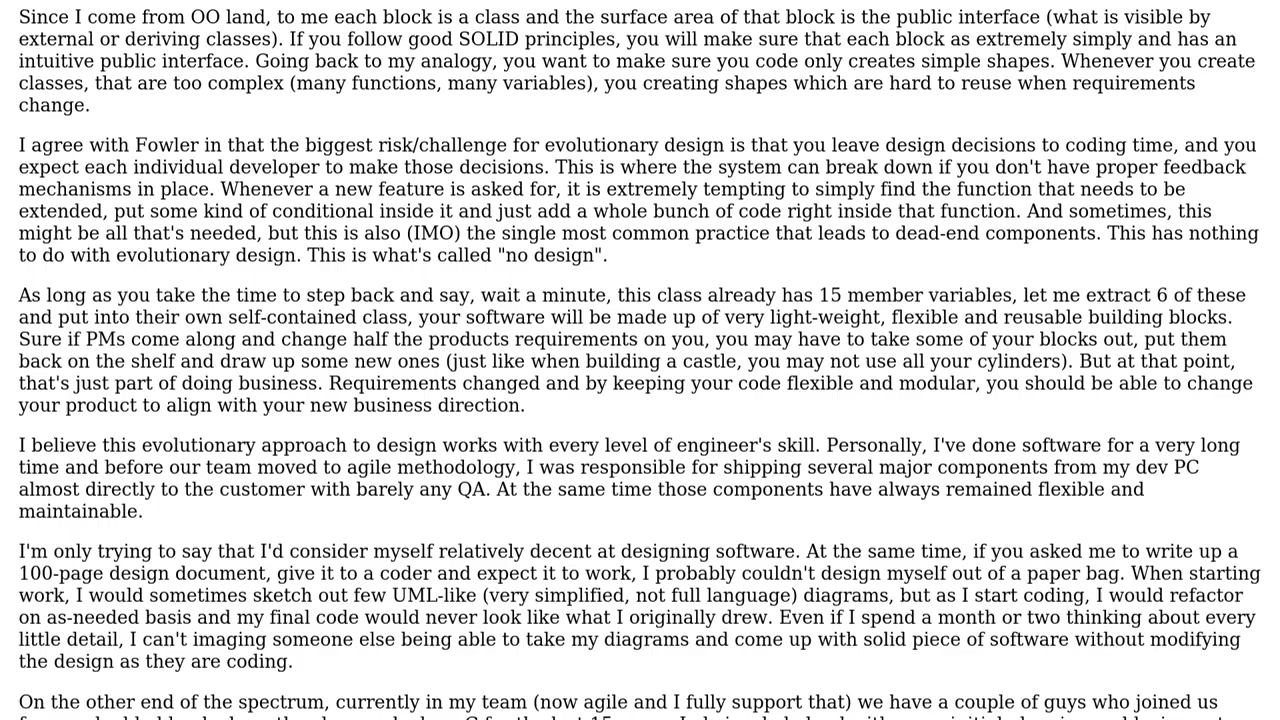 Since I come from OO land, to me each block is a class and the surface area of that block is the public interface (what is visible by
external or deriving classes). If you follow good SOLID principles, you will make sure that each block as extremely simply and has an
intuitive public interface. Going back to my analogy, you want to make sure you code only creates simple shapes. Whenever you create
classes, that are too complex (many functions, many variables), you creating shapes which are hard to reuse when requirements
change.
I agree with Fowler in that the biggest risk/challenge for evolutionary design is that you leave design decisions to coding time, and you
expect each individual developer to make those decisions. This is where the system can break down if you don't have proper feedback
mechanisms in place. Whenever a new feature is asked for, it is extremely tempting to simply find the function that needs to be
extended, put some kind of conditional inside it and just add a whole bunch of code right inside that function. And sometimes, this
might be all that's needed, but this is also (IMO) the single most common practice that leads to dead-end components. This has nothing
to do with evolutionary design. This is what's called "no design".
As long as you take the time to step back and say, wait a minute, this class already has 15 member variables, let me extract 6 of these
and put into their own self-contained class, your software will be made up of very light-weight, flexible and reusable building blocks.
Sure if PMs come along and change half the products requirements on you, you may have to take some of your blocks out, put them
back on the shelf and draw up some new ones (just like when building a castle, you may not use all your cylinders). But at that point,
that's just part of doing business. Requirements changed and by keeping your code flexible and modular, you should be able to change
your product to align with your new business direction.
I believe this evolutionary approach to design works with every level of engineer's skill. Personally, I've done software for a very long
time and before our team moved to agile methodology, I was responsible for shipping several major components from my dev PC
almost directly to the customer with barely any QA. At the same time those components have always remained flexible and
maintainable.
I'm only trying to say that I'd consider myself relatively decent at designing software. At the same time, if you asked me to write up a
100-page design document, give it to a coder and expect it to work, I probably couldn't design myself out of a paper bag. When starting
work, I would sometimes sketch out few UML-like (very simplified, not full language) diagrams, but as I start coding, I would refactor
on as-needed basis and my final code would never look like what I originally drew. Even if I spend a month or two thinking about every
little detail, I can't imaging someone else being able to take my diagrams and come up with solid piece of software without modifying
the design as they are coding.
On the other end of the spectrum, currently in my team (now agile and I fully support that) we have a couple of guys who joined us